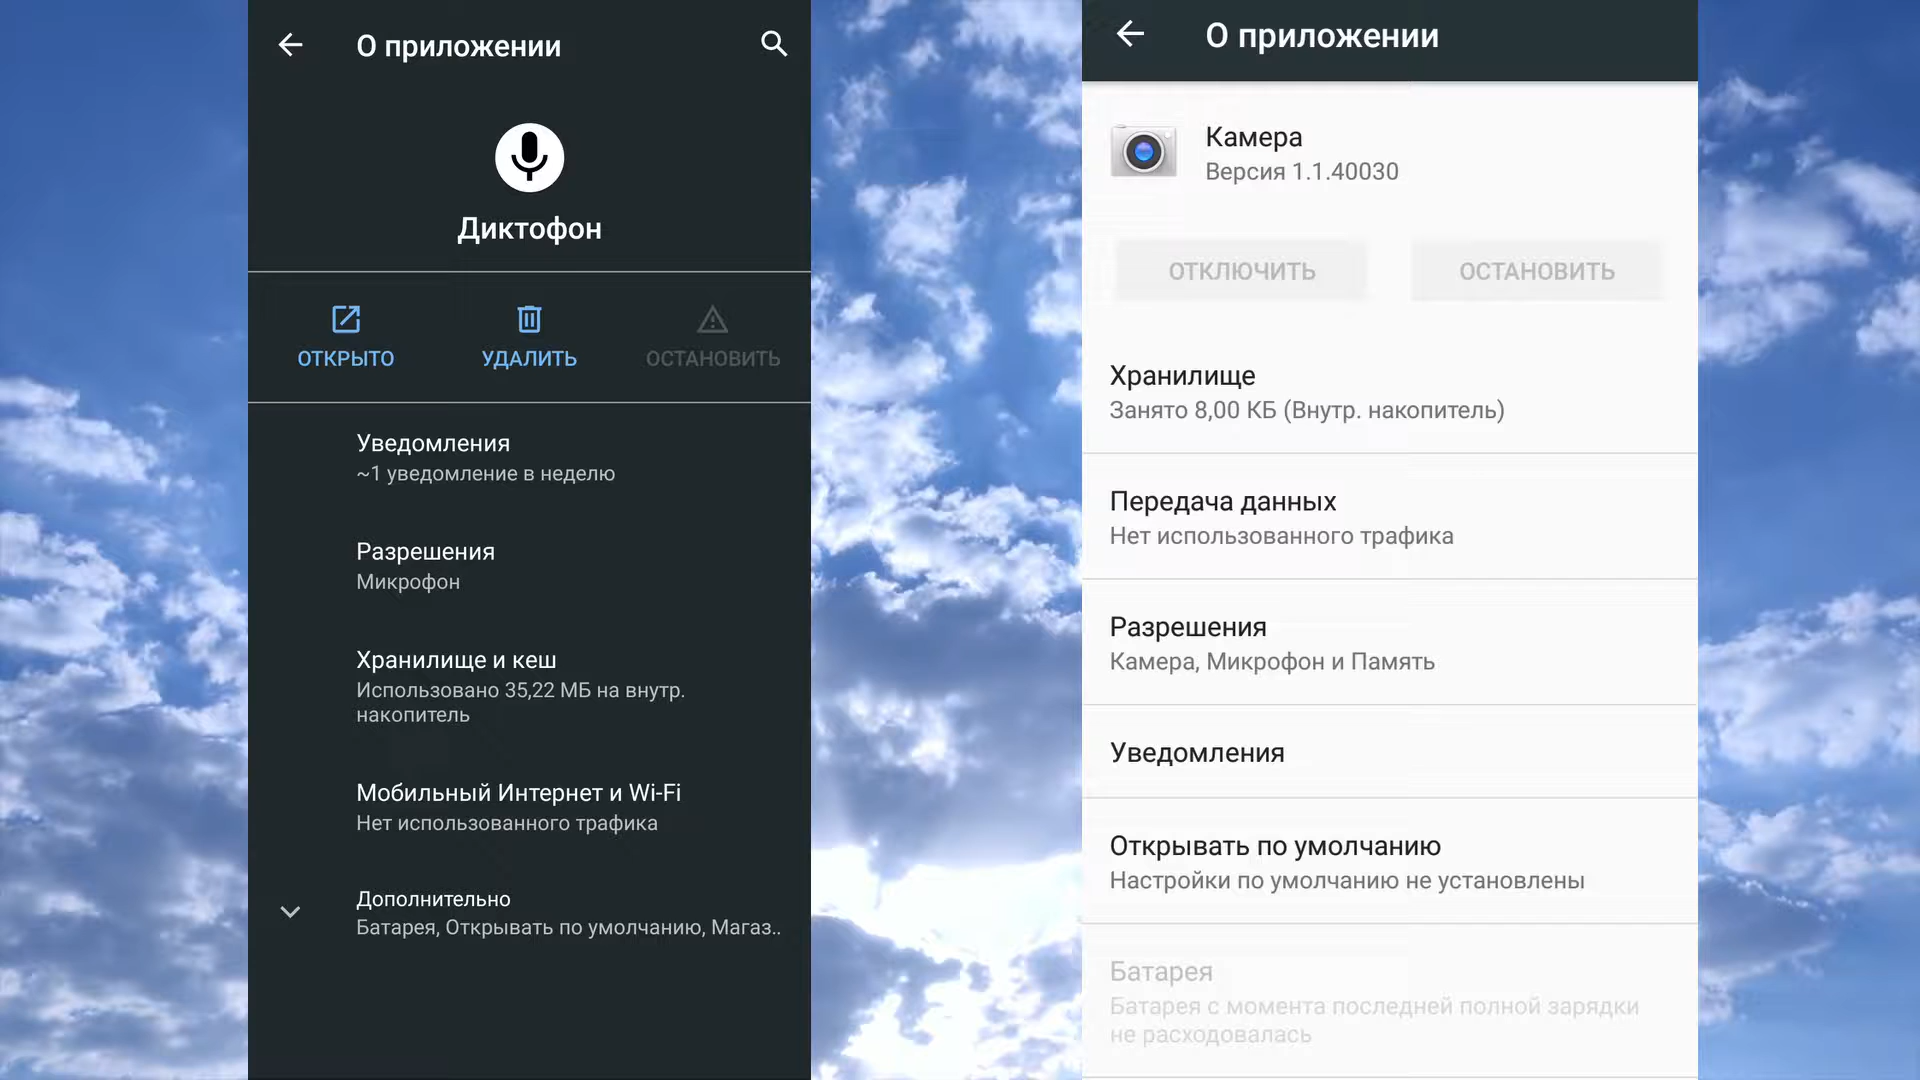 О приложении
Диктофон
ОТКРЫТО
УДАЛИТЬ
ОСТАНОВИТЬ
Уведомления
~1 уведомление в неделю
Разрешения
Микрофон
Хранилище и кеш
Использовано 35,22 МБ на внутр.
накопитель
Мобильный Интернет и Wi-Fi
Нет использованного трафика
Дополнительно
Батарея, Открывать по умолчанию, Магаз..
О приложении
Камера
Версия 1.1.40030
ОТКЛЮЧИТЬ
ОСТАНОВИТЬ
Хранилище
Занято 8,00 КБ (Внутр. накопитель)
Передача данных
Нет использованного трафика
Разрешения
Камера, Микрофон и Память
Уведомления
Открывать по умолчанию
Настройки по умолчанию не установлены
Батарея
Батарея с момента последней полной зарядки
не расходовалась